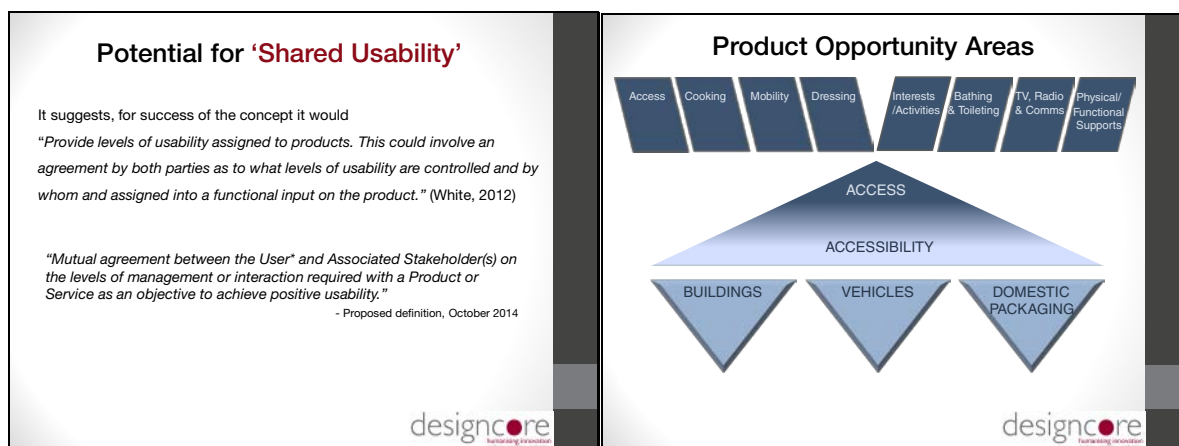 Potential for ‘Shared Usability’
It suggests, for success of the concept it would
“Provide levels of usability assigned to products. This could involve an
agreement by both parties as to what levels of usability are controlled and by
whom and assigned into a functional input on the product.” (White, 2012)
“Mutual agreement between the User* and Associated Stakeholder(s) on
the levels of management or interaction required with a Product or
Service as an objective to achieve positive usability.”
- Proposed definition, October 2014
designcore
humanising innovation
Product Opportunity Areas
Access
Cooking
Mobility
Dressing
Interests
/Activities
Bathing
& Toileting
TV, Radio
& Comms
Physical/
Functional
Supports
ACCESS
ACCESSIBILITY
BUILDINGS
VEHICLES
DOMESTIC
PACKAGING
designcore
humanising innovation